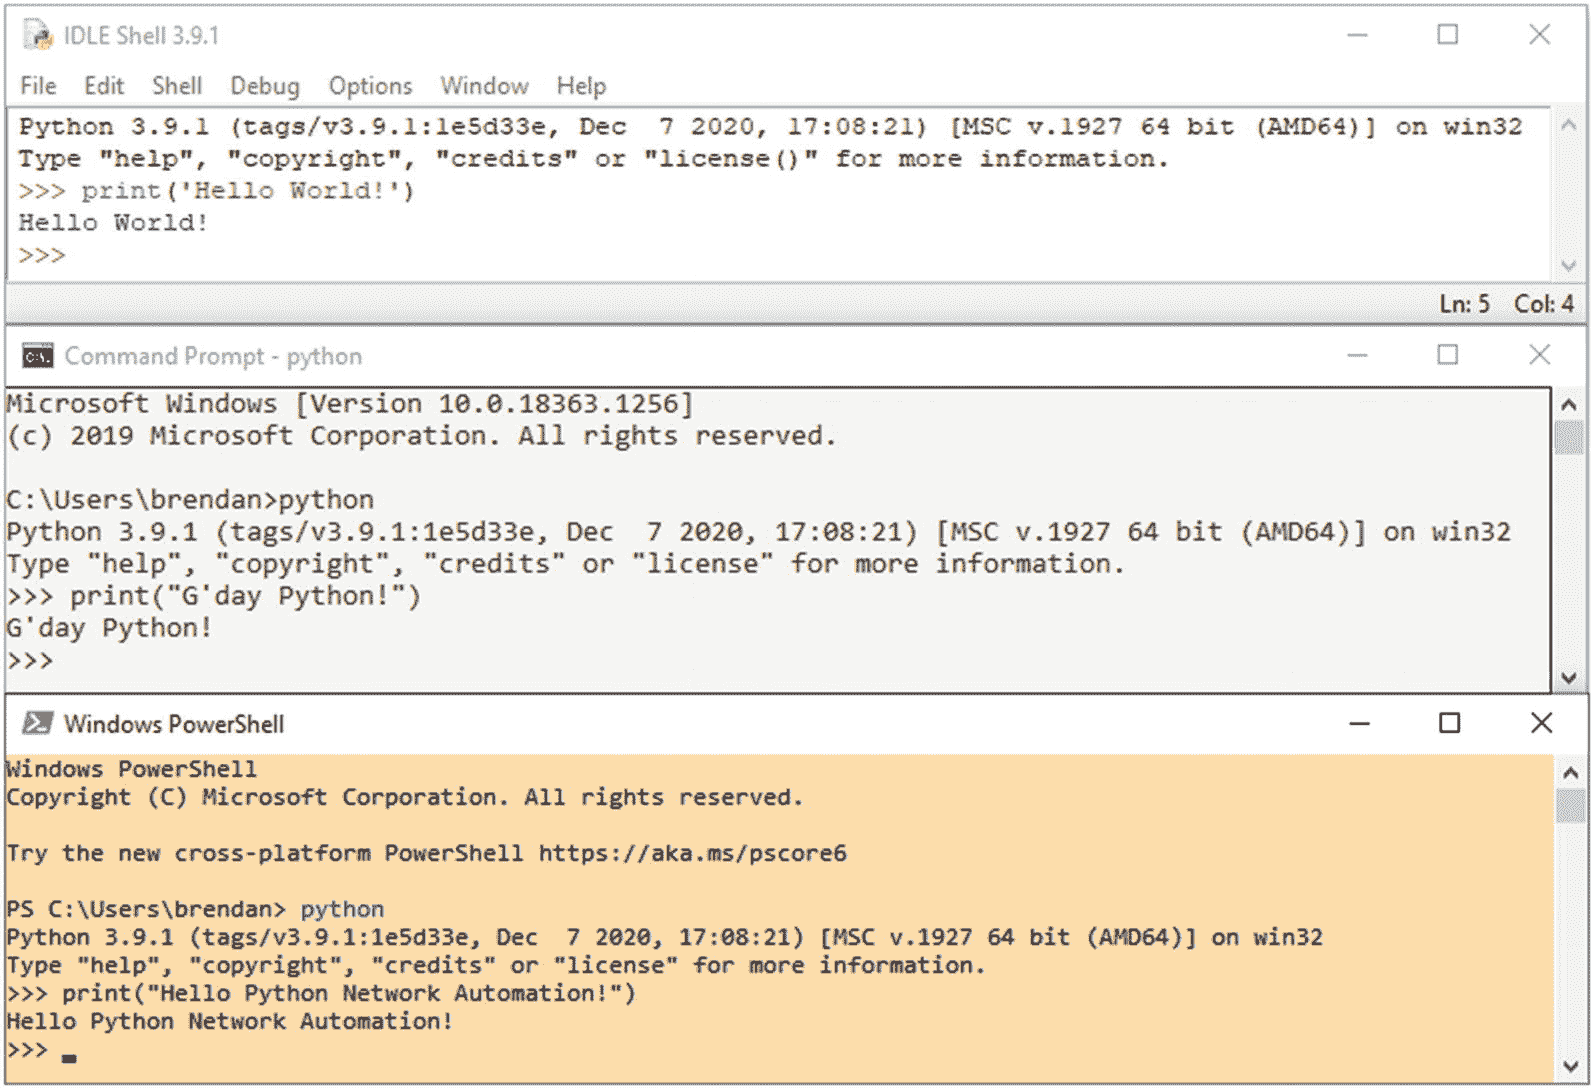 IDLE Shell 3.9.1
File Edit Shell Debug Options Window Help
Python 3.9.1 (tags/v3.9.1:1e5d33e, Dec  7 2020, 17:08:21) [MSC v.1927 64 bit (AMD64)] on win32
Type "help", "copyright", "credits" or "license()" for more information.
>>> print('Hello World!')
Hello World!
>>>
Ln: 5 Col: 4
C:\. Command Prompt - python
Microsoft Windows [Version 10.0.18363.1256]
(c) 2019 Microsoft Corporation. All rights reserved.
C:\Users\brendan>python
Python 3.9.1 (tags/v3.9.1:1e5d33e, Dec  7 2020, 17:08:21) [MSC v.1927 64 bit (AMD64)] on win32
Type "help", "copyright", "credits" or "license" for more information.
>>> print("G'day Python!")
G'day Python!
>>>
Windows PowerShell
Windows PowerShell
Copyright (C) Microsoft Corporation. All rights reserved.
Try the new cross-platform PowerShell https://aka.ms/pscore6
PS C:\Users\brendan> python
Python 3.9.1 (tags/v3.9.1:1e5d33e, Dec  7 2020, 17:08:21) [MSC v.1927 64 bit (AMD64)] on win32
Type "help", "copyright", "credits" or "license" for more information.
>>> print("Hello Python Network Automation!")
Hello Python Network Automation!
>>>